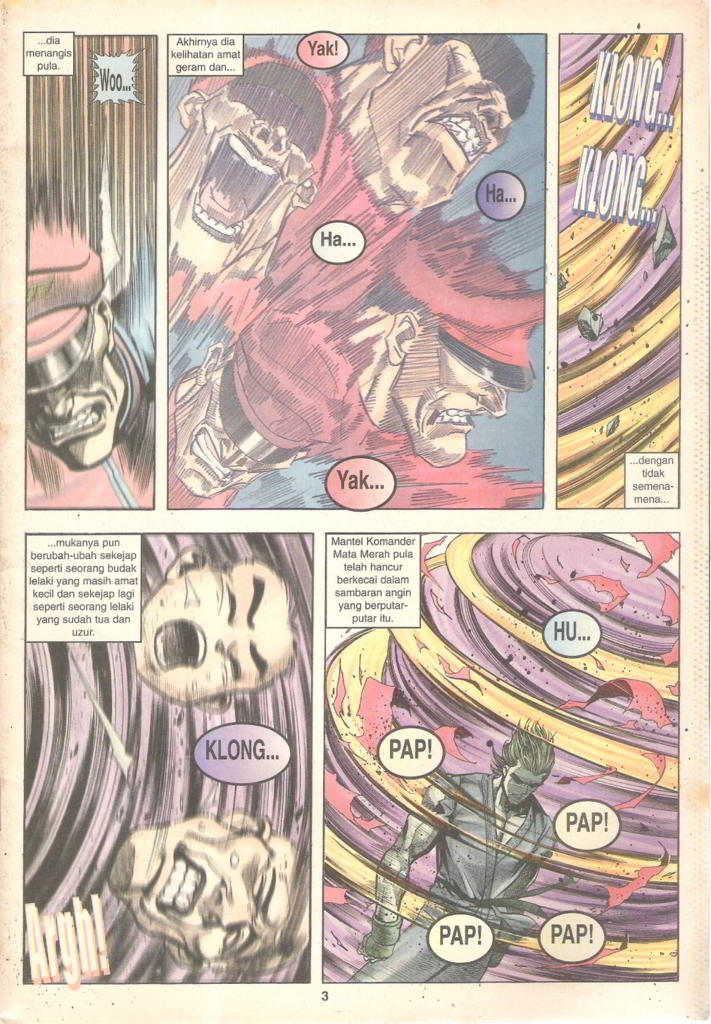 ...dia
menangis
pula.
Woo...
Akhirnya dia
kelihatan amat
geram dan...
Yak!
Ha...
Ha...
Yak...
KLONG...
KLONG...
...dengan
tidak
semena-
mena...
...mukanya pun
berubah-ubah sekejap
seperti seorang budak
lelaki yang masih amat
kecil dan sekejap lagi
seperti seorang lelaki
yang sudah tua dan
uzur.
KLONG...
Argh!
Mantel Komander
Mata Merah pula
telah hancur
berkecai dalam
sambaran angin
yang berputar-
putar itu.
HU...
PAP!
PAP!
PAP!
PAP!
3